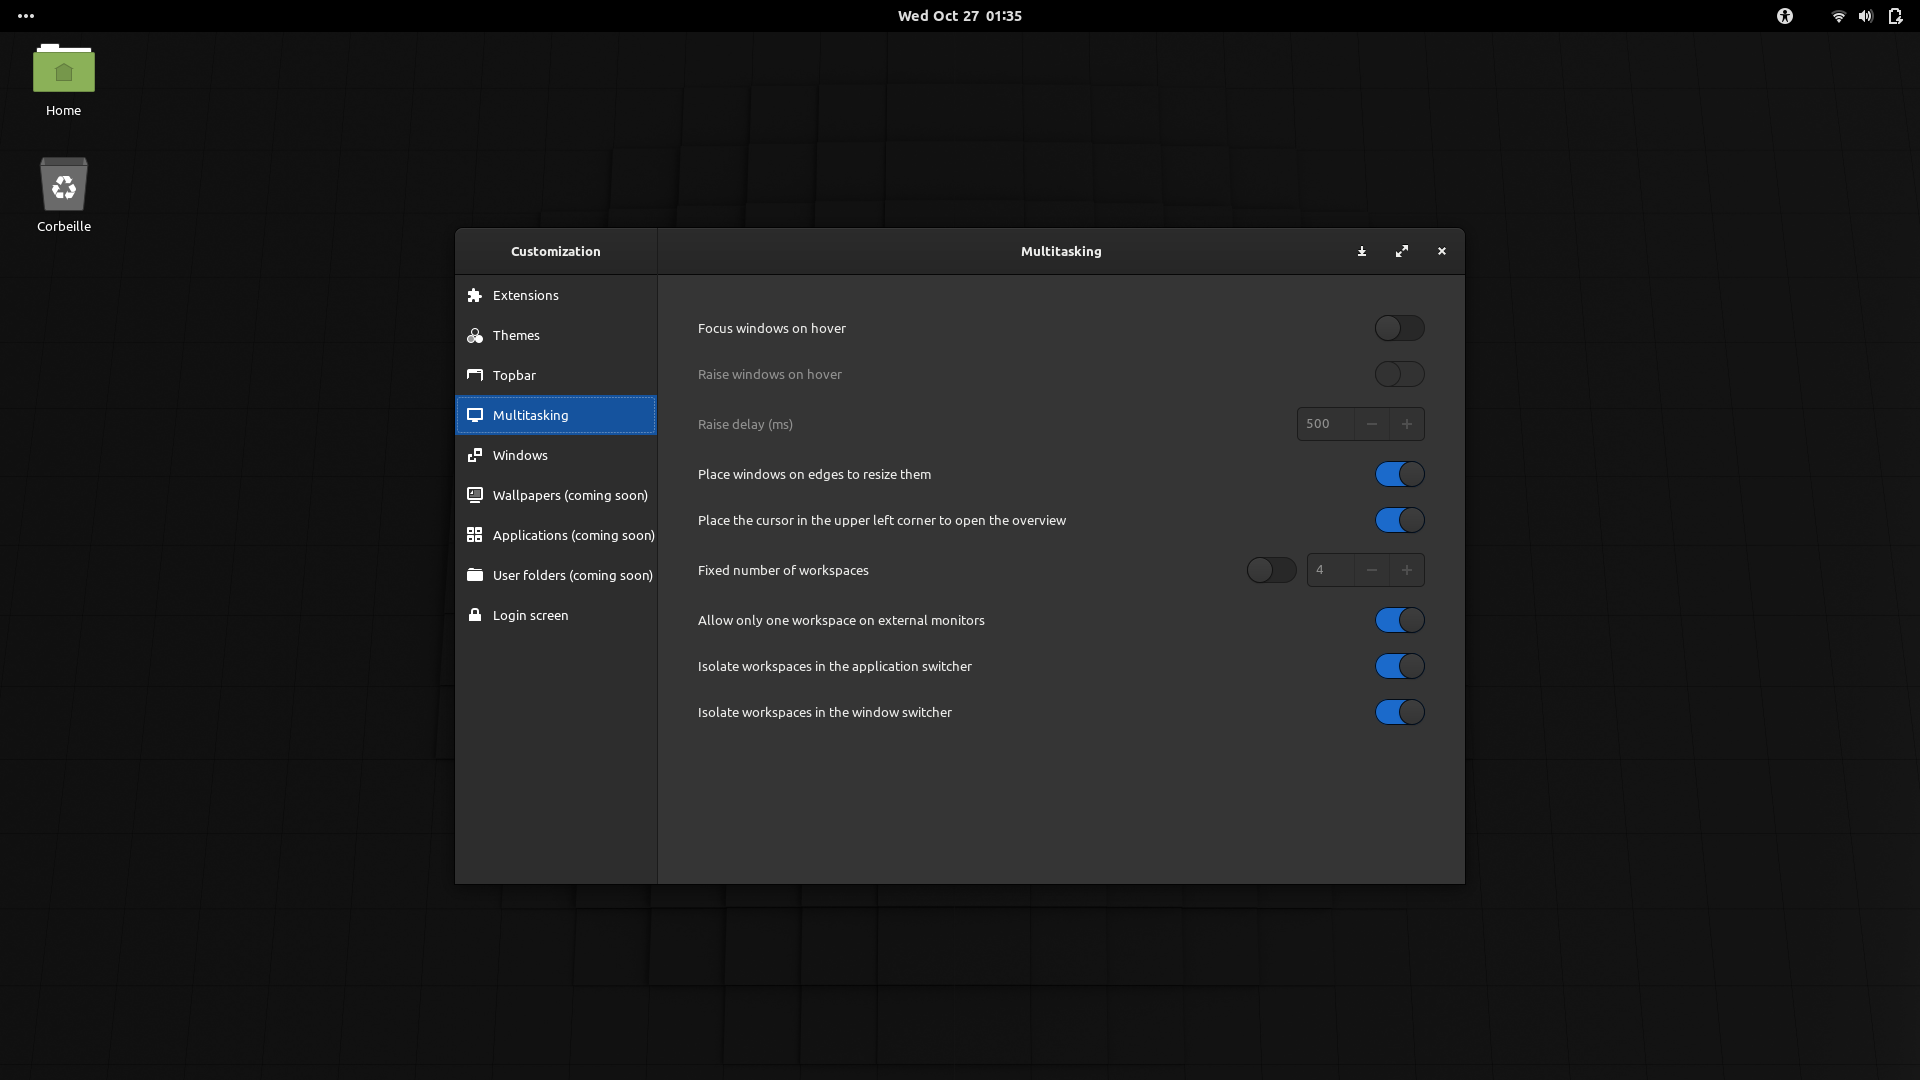 Wed Oct 27 01:35
Home
Corbeille
Customization
Multitasking
Extensions
Themes
Topbar
Multitasking
Windows
Wallpapers (coming soon)
Applications (coming soon)
User folders (coming soon)
Login screen
Focus windows on hover
Raise windows on hover
Raise delay (ms) 500
Place windows on edges to resize them
Place the cursor in the upper left corner to open the overview
Fixed number of workspaces 4
Allow only one workspace on external monitors
Isolate workspaces in the application switcher
Isolate workspaces in the window switcher